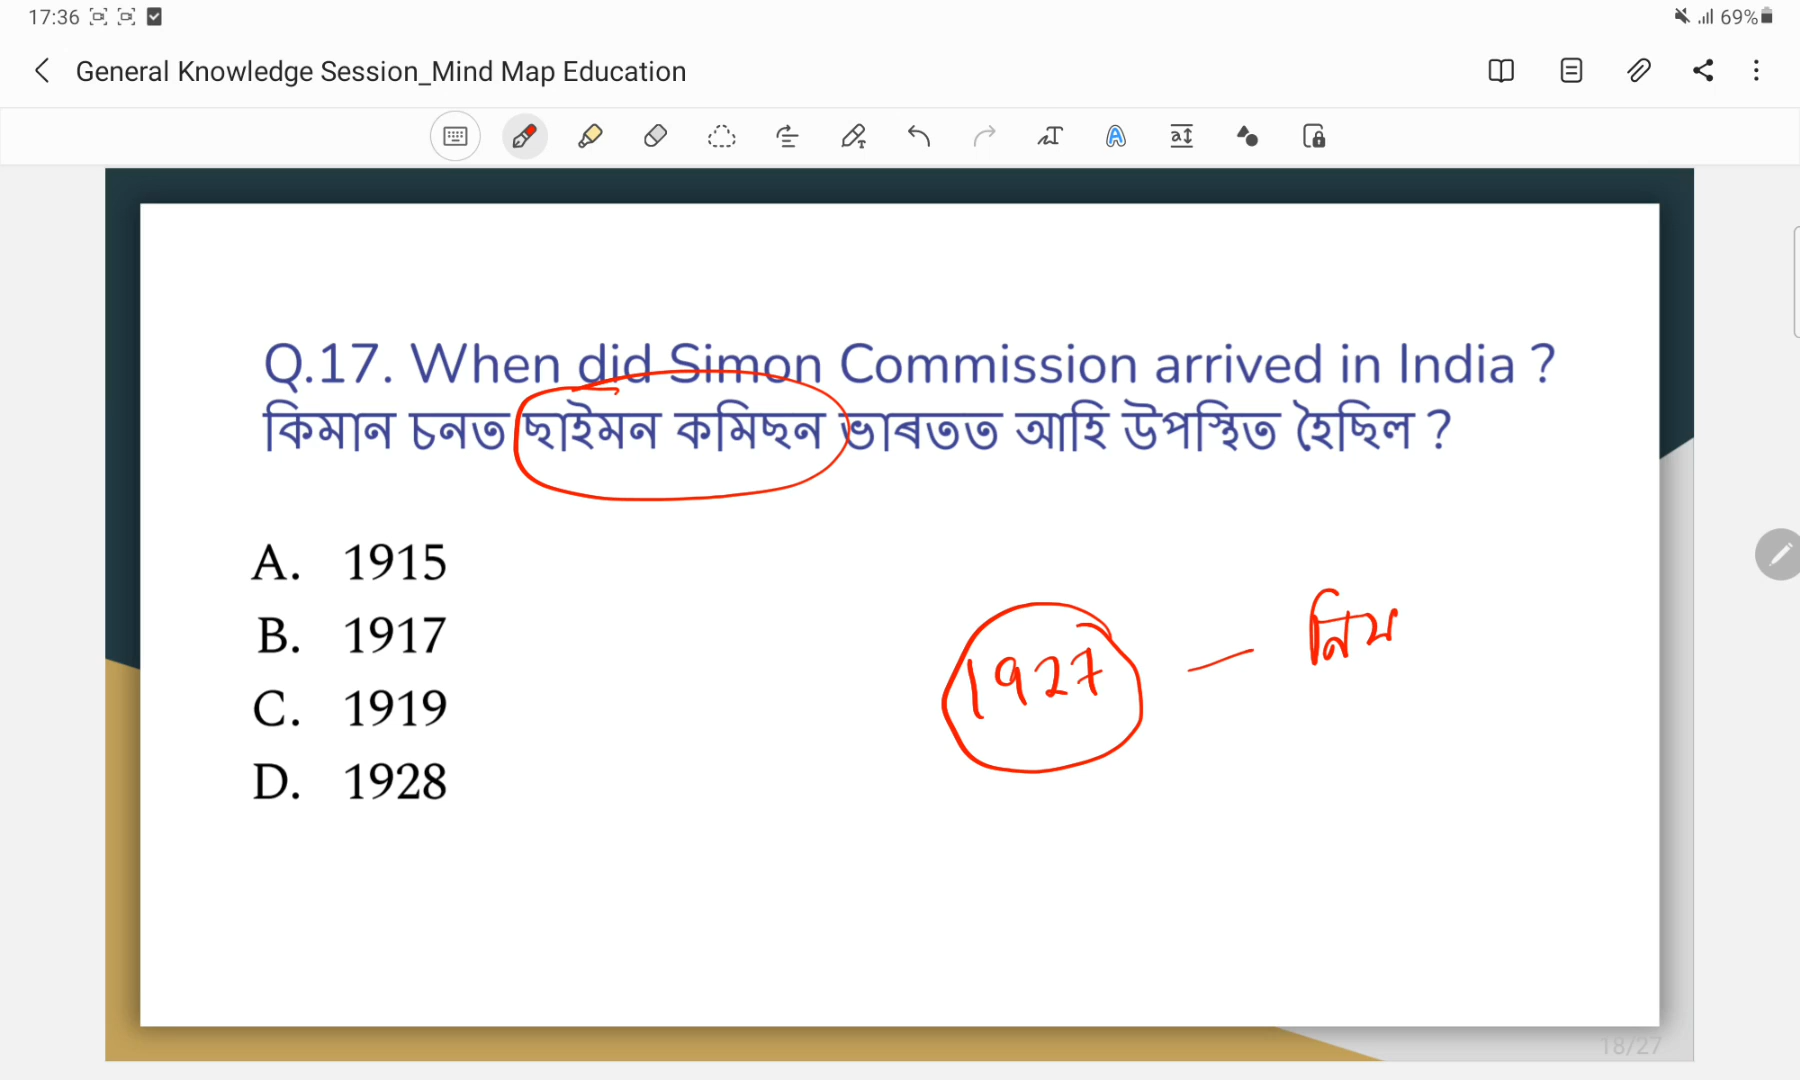 17:36
69%
General Knowledge Session_Mind Map Education
Q.17. When did Simon Commission arrived in India ?
কিমান চনত ছাইমন কমিছন ভাৰতত আহি উপস্থিত হৈছিল ?
A. 1915
B. 1917
C. 1919
D. 1928
1927 —
18/27